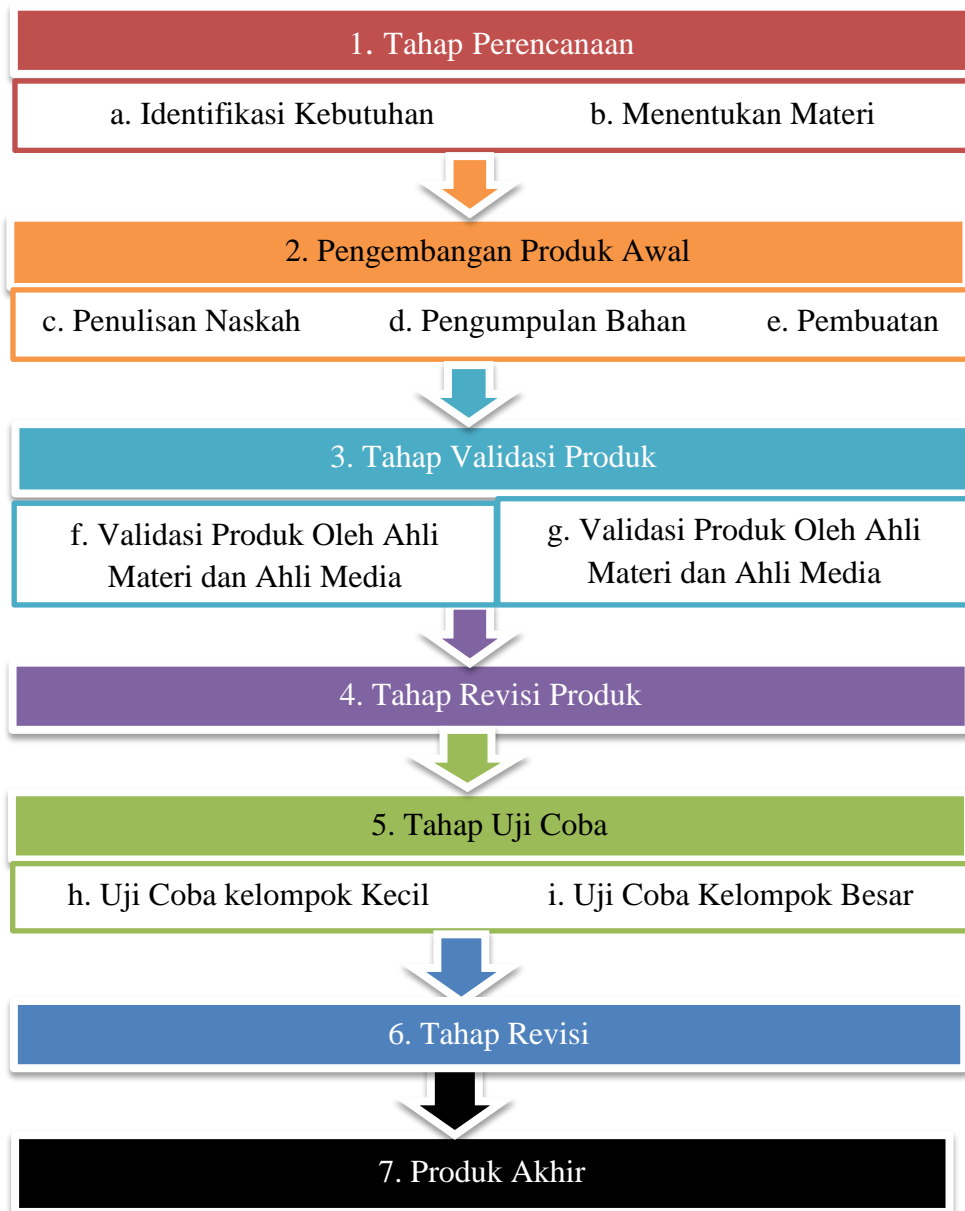 1. Tahap Perencanaan
a. Identifikasi Kebutuhan b. Menentukan Materi
2. Pengembangan Produk Awal
c. Penulisan Naskah d. Pengumpulan Bahan e. Pembuatan
3. Tahap Validasi Produk
f. Validasi Produk Oleh Ahli
Materi dan Ahli Media
g. Validasi Produk Oleh Ahli
Materi dan Ahli Media
4. Tahap Revisi Produk
5. Tahap Uji Coba
h. Uji Coba kelompok Kecil i. Uji Coba Kelompok Besar
6. Tahap Revisi
7. Produk Akhir